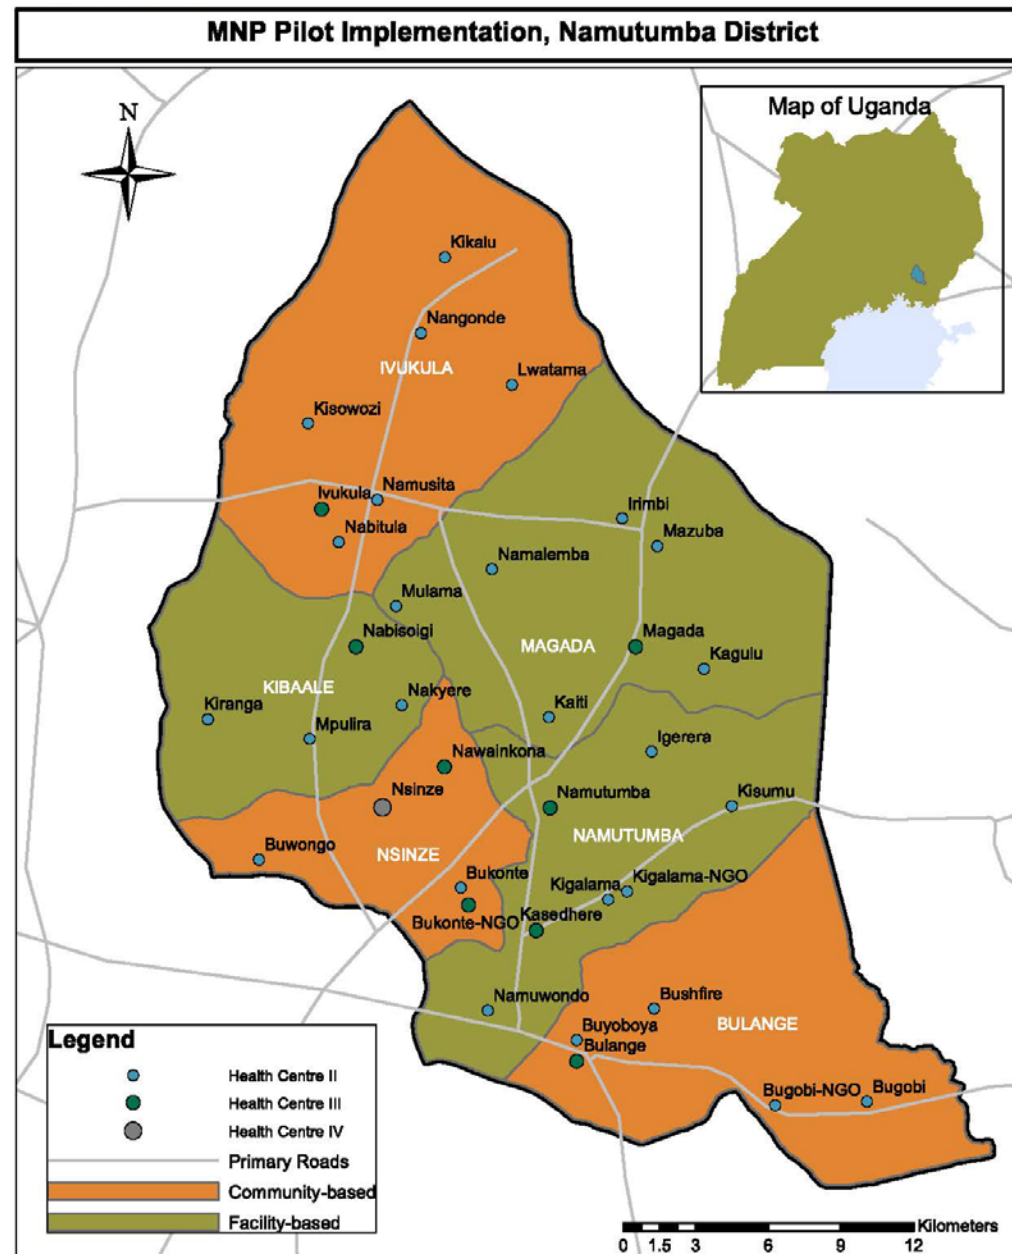 MNP Pilot Implementation, Namutumba District
N
Map of Uganda
Kikalu
Nangonde
IVUKULA
Lwatama
Kisowozi
Ivukula
Namusita
Nabitula
Irimbi
Mazuba
Namalemba
Mulama
Nabisoigi
MAGADA
Magada
Kagulu
KIBAALE
Kiranga
Nakyere
Mpulira
Kaiti
Igerera
Nawainkona
Nsinze
Namutumba
Kisumu
NAMUTUMBA
Buwongo
NSINZE
Bukonte
Kigalama
Kigalama-NGO
Bukonte-NGO
Kasedhere
Namuwondo
Bushfire
BULANGE
Buyoboya
Bulange
Bugobi-NGO
Bugobi
Legend
Health Centre II
Health Centre III
Health Centre IV
Primary Roads
Community-based
Facility-based
Kilometers
0 1.5 3 6 9 12